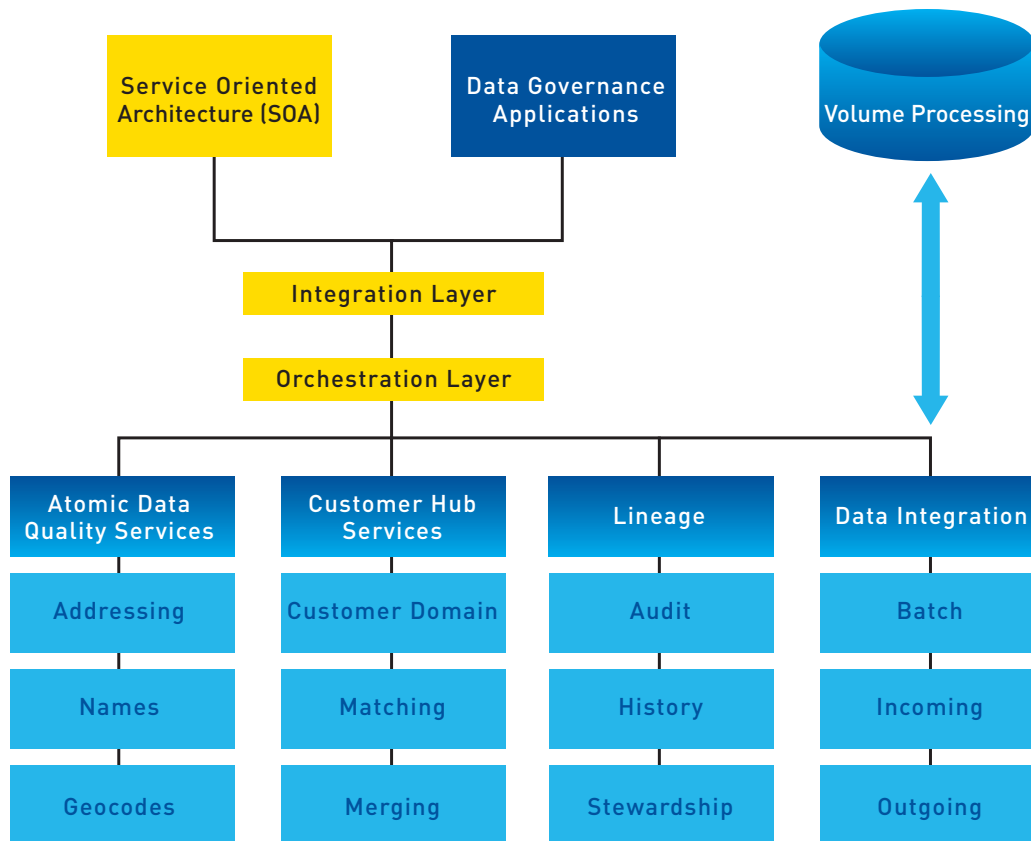 Service Oriented
Architecture (SOA)
Data Governance
Applications
Volume Processing
Integration Layer
Orchestration Layer
Atomic Data
Quality Services
Customer Hub
Services
Lineage
Data Integration
Addressing
Customer Domain
Audit
Batch
Names
Matching
History
Incoming
Geocodes
Merging
Stewardship
Outgoing